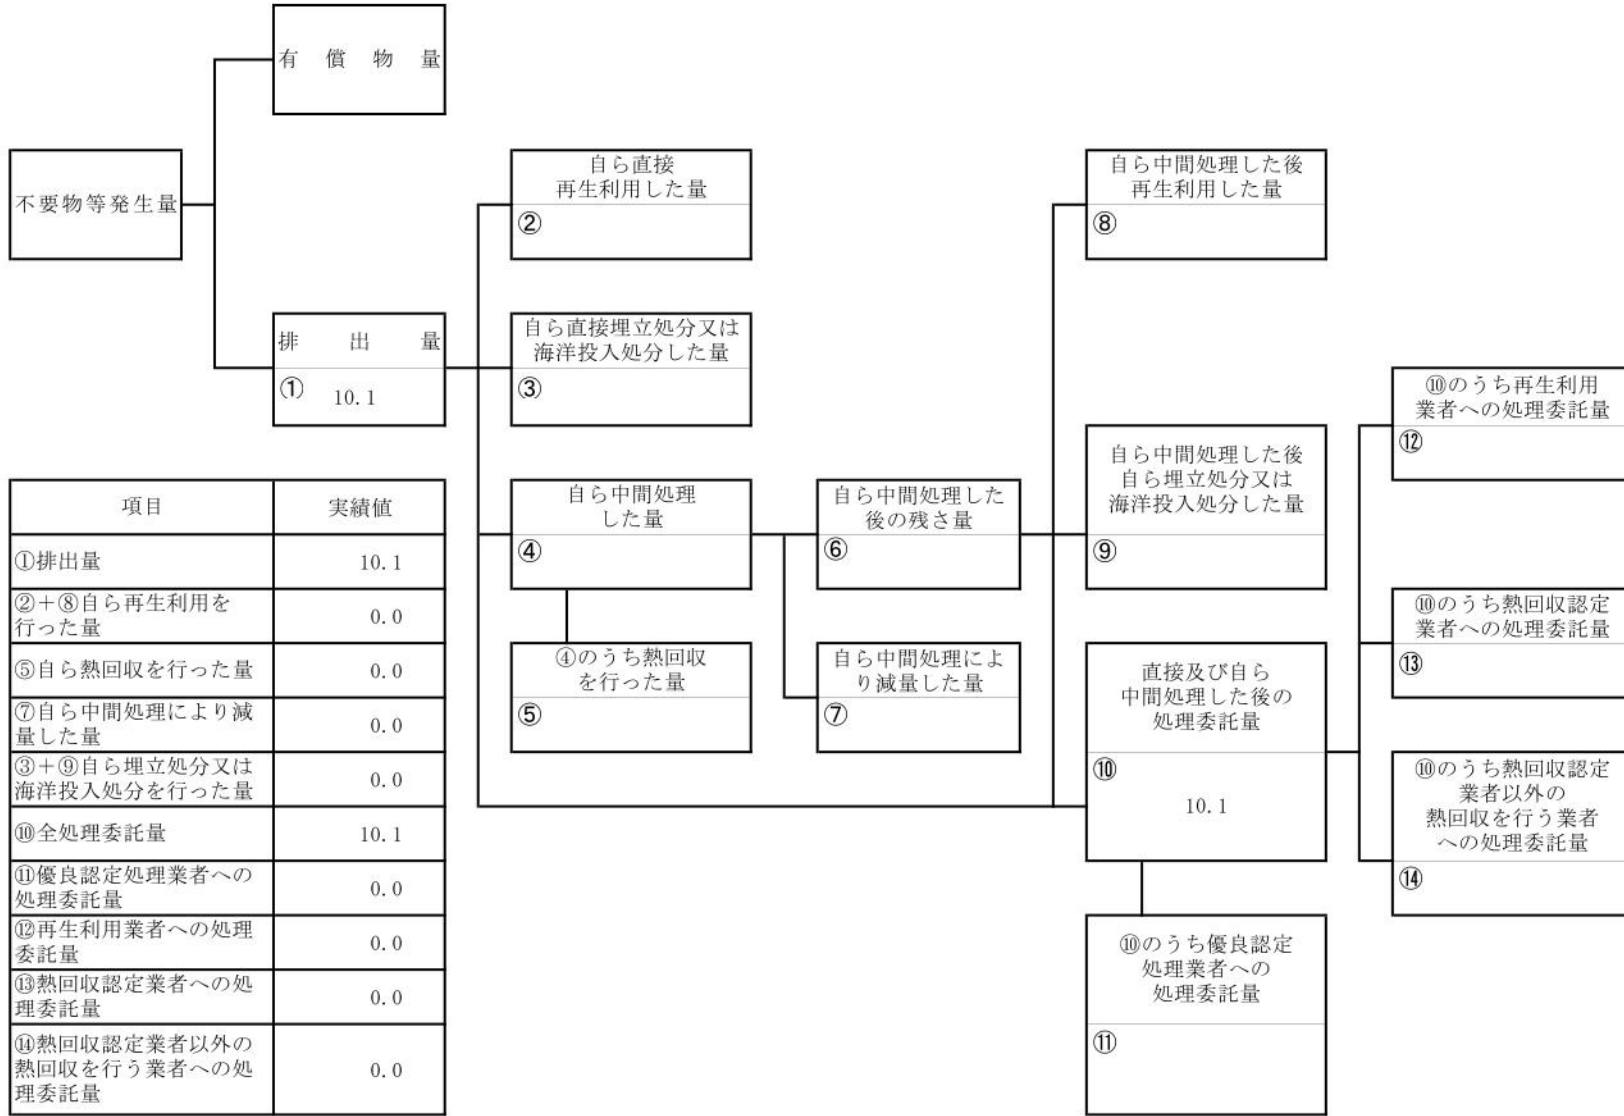 有償物量
不要物等発生量
排出量
①
10.1
自ら直接
再生利用した量
②
自ら直接埋立処分又は
海洋投入処分した量
③
自ら中間処理
した量
④
④のうち熱回収
を行った量
⑤
自ら中間処理した
後の残さ量
⑥
自ら中間処理によ
り減量した量
⑦
自ら中間処理した後
再生利用した量
⑧
自ら中間処理した後
自ら埋立処分又は
海洋投入処分した量
⑨
直接及び自ら
中間処理した後の
処理委託量
⑩
10.1
⑩のうち優良認定
処理業者への
処理委託量
⑪
⑩のうち再生利用
業者への処理委託量
⑫
⑩のうち熱回収認定
業者への処理委託量
⑬
⑩のうち熱回収認定
業者以外の
熱回収を行う業者
への処理委託量
⑭
項目 実績値
①排出量 10.1
②+⑧自ら再生利用を
行った量 0.0
⑤自ら熱回収を行った量 0.0
⑦自ら中間処理により減
量した量 0.0
③+⑨自ら埋立処分又は
海洋投入処分を行った量 0.0
⑩全処理委託量 10.1
⑪優良認定処理業者への
処理委託量 0.0
⑫再生利用業者への処理
委託量 0.0
⑬熱回収認定業者への処
理委託量 0.0
⑭熱回収認定業者以外の
熱回収を行う業者への処
理委託量 0.0